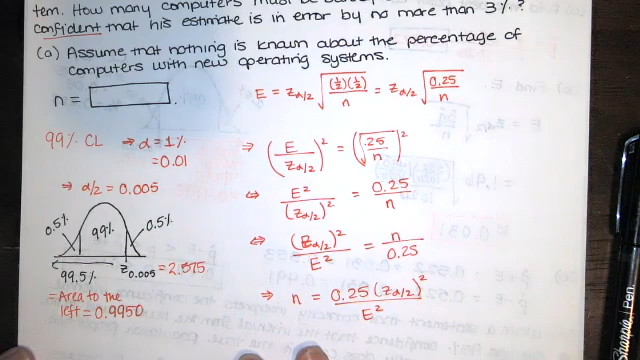 tem. How many computers must be
than 3%?
confident that his estimate is in error by no more
(a) Assume that nothing is known about the percentage of
computers with new operating systems.
n = .
E = zα/2 √((½)(½)/n) = zα/2 √(0.25/n)
99% CL ⇒ α = 1%
= 0.01
⇒ α/2 = 0.005
0.5% 99% 0.5%
99.5% z0.005 = 2.575
= Area to the
left = 0.9950
⇒ (E/zα/2)² = (√(.25/n))²
⇔ E²/(zα/2)² = 0.25/n
⇔ (zα/2)²/E² = n/0.25
⇒ n = 0.25 (zα/2)²/E²
Sharpie Pen